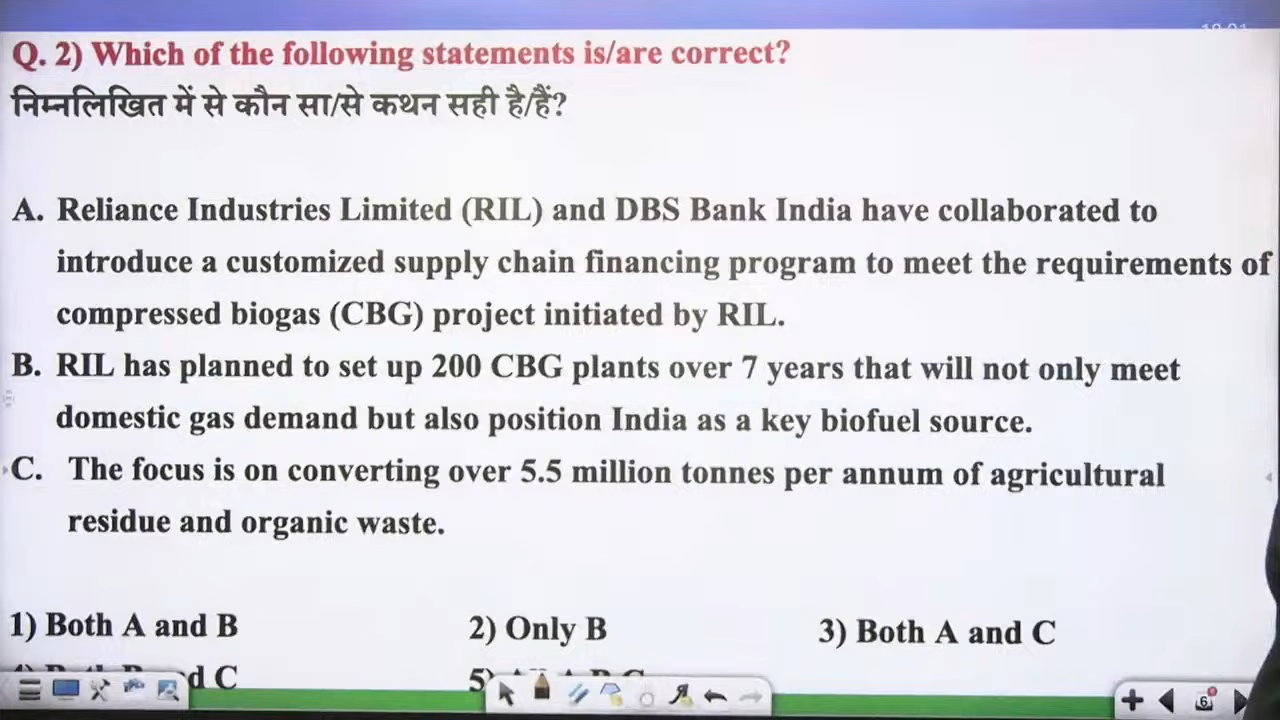 Q. 2) Which of the following statements is/are correct?
निम्नलिखित में से कौन सा/से कथन सही है/हैं?
A. Reliance Industries Limited (RIL) and DBS Bank India have collaborated to
introduce a customized supply chain financing program to meet the requirements of
compressed biogas (CBG) project initiated by RIL.
B. RIL has planned to set up 200 CBG plants over 7 years that will not only meet
domestic gas demand but also position India as a key biofuel source.
C. The focus is on converting over 5.5 million tonnes per annum of agricultural
residue and organic waste.
1) Both A and B 2) Only B 3) Both A and C
d C 5)
6